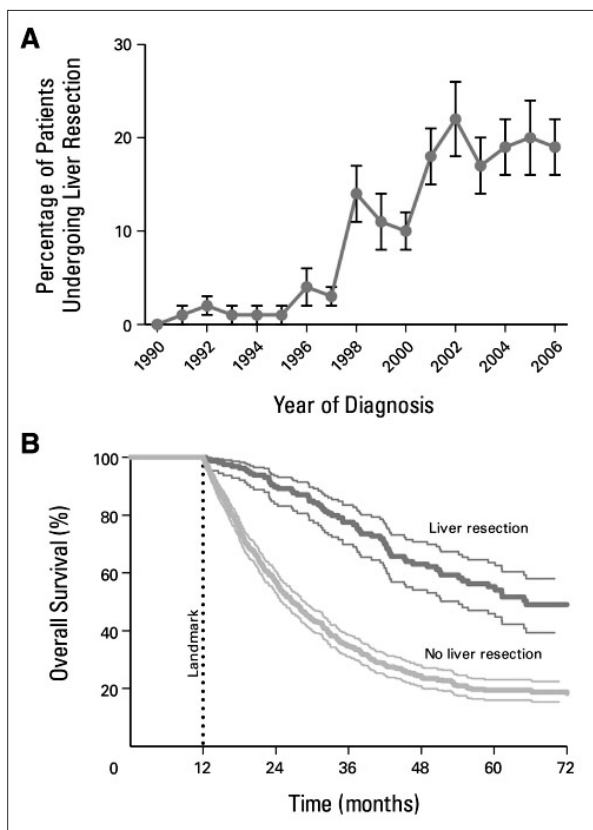 A
30
20
10
0
Percentage of Patients
Undergoing Liver Resection
1990
1992
1994
1996
1998
2000
2002
2004
2006
Year of Diagnosis
B
100
80
60
40
20
0
Overall Survival (%)
Landmark
Liver resection
No liver resection
12
24
36
48
60
72
Time (months)